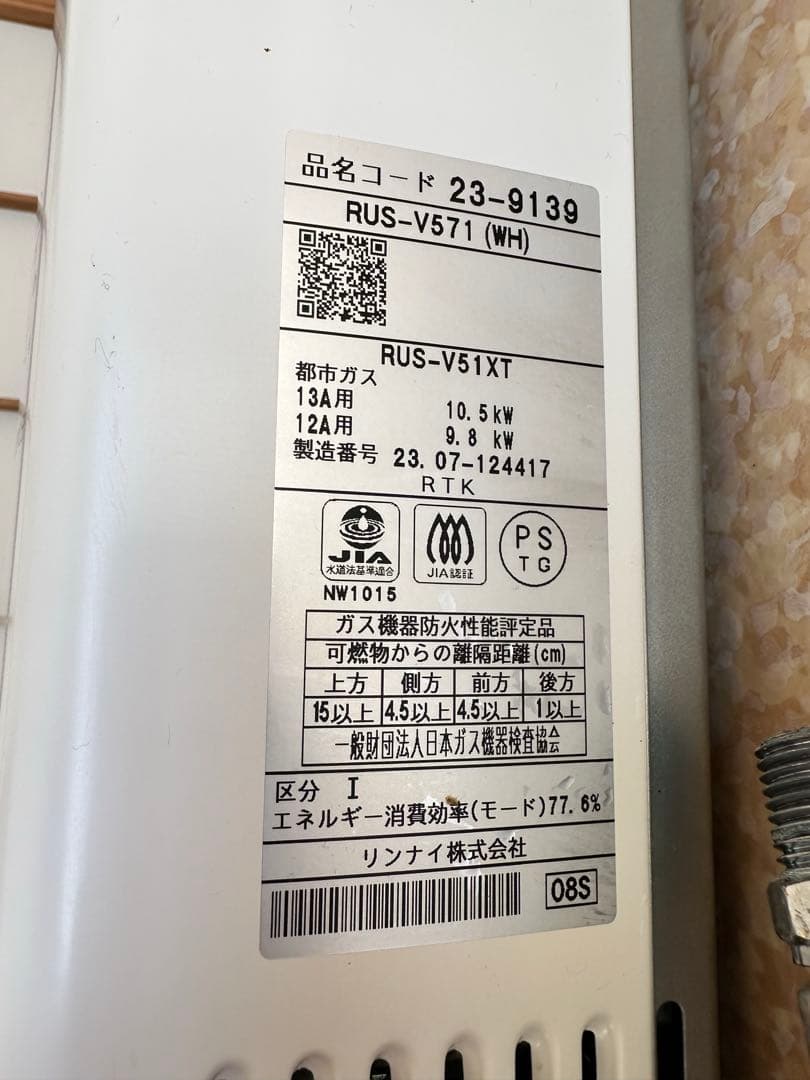 品名コード 23-9139
RUS-V571 (WH)
RUS-V51XT
都市ガス
13A用 10.5kW
12A用 9.8 kW
製造番号 23.07-124417
RTK
JIA
水道法基準適合
NW1015
JIA認証
PS
TG
ガス機器防火性能評定品
可燃物からの離隔距離(cm)
上方 側方 前方 後方
15以上 4.5以上 4.5以上 1以上
一般財団法人日本ガス機器検査協会
区分 I
エネルギー消費効率(モード)77.6%
リンナイ株式会社
08S